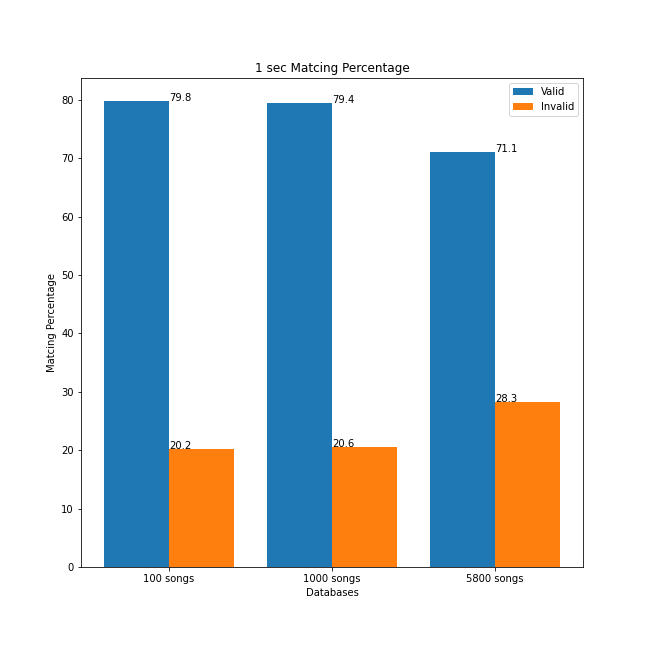 1 sec Matcing Percentage
Valid
Invalid
79.8
79.4
71.1
20.2
20.6
28.3
Matcing Percentage
80
70
60
50
40
30
20
10
0
100 songs
1000 songs
5800 songs
Databases